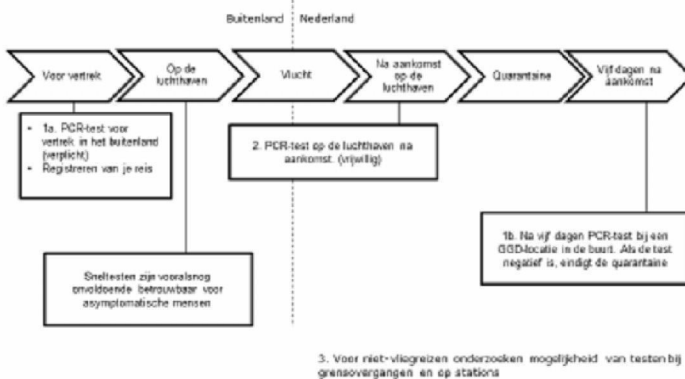 Buitenland
Nederland
Voor vertrek
Op de
luchthaven
Vlucht
Na aankomst
op de
luchthaven
Quarantaine
Vijf dagen na
aankomst
• 1a. PCR-test voor
vertrek in het buitenland
(verplicht)
• Registreren van je reis
2. PCR-test op de luchthaven na
aankomst. (vrijwillig)
1b. Na vijf dagen PCR-test bij een
GGD-locatie in de buurt. Als de test
negatief is, eindigt de quarantaine
Sneltesten zijn vooralsnog
onvoldoende betrouwbaar voor
asymptomatische mensen
3. Voor niet-vliegreizen onderzoeken mogelijkheid van testen bij
grensovergangen en op stations